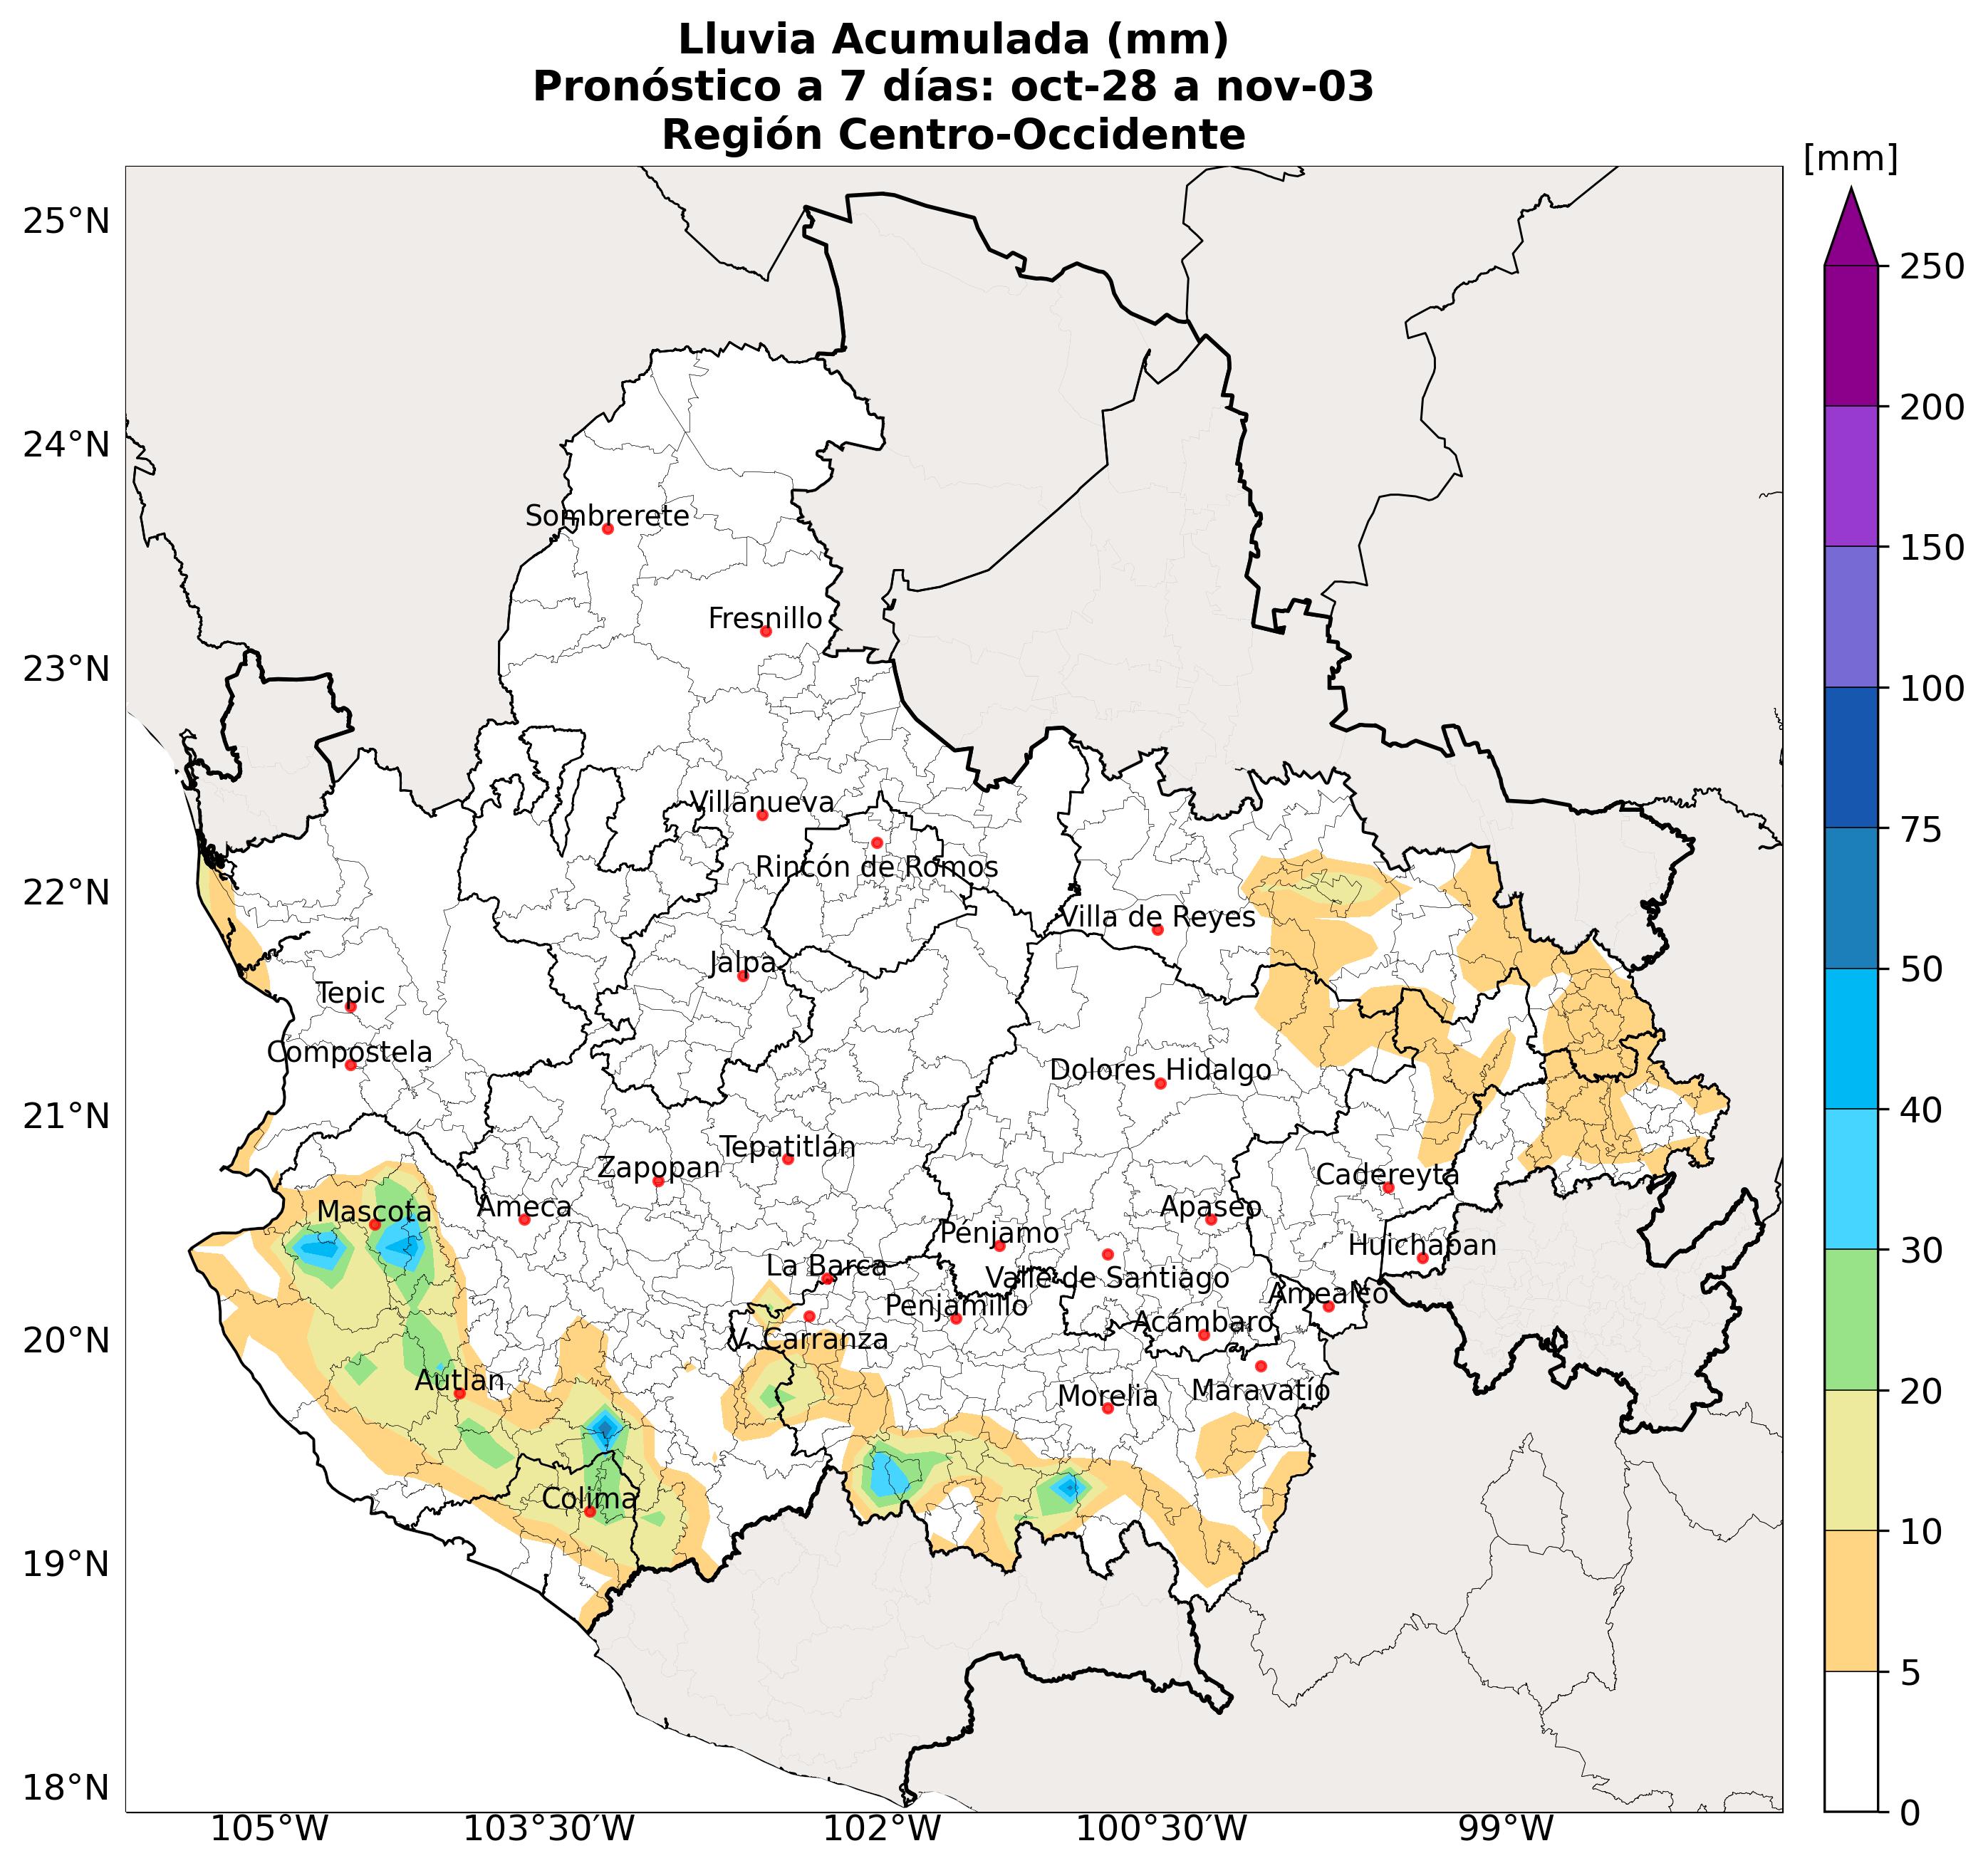 Lluvia Acumulada (mm)
Pronóstico a 7 días: oct-28 a nov-03
Región Centro-Occidente
[mm]
25°N
24°N
23°N
22°N
21°N
20°N
19°N
18°N
105°W
103°30'W
102°W
100°30'W
99°W
250
200
150
100
75
50
40
30
20
10
5
0
Sombrerete
Fresnillo
Villanueva
Rincón de Romos
Villa de Reyes
Jalpa
Tepic
Compostela
Dolores Hidalgo
Tepatitlán
Zapopan
Cadereyta
Mascota
Ameca
Apaseo
Pénjamo
Huichapan
La Barca
Valle de Santiago
Amealco
Penjamillo
Acámbaro
V. Carranza
Autlán
Morelia
Maravatío
Colima